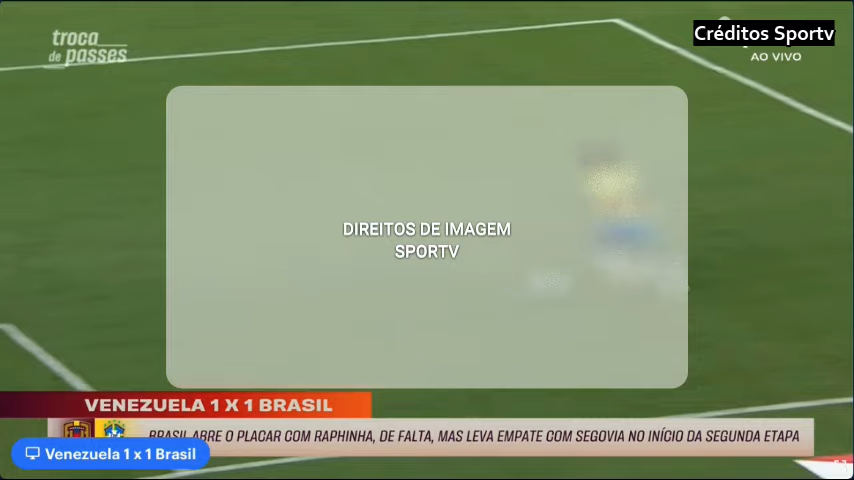 troca
de passes
Créditos Sportv
AO VIVO
DIREITOS DE IMAGEM
SPORTV
VENEZUELA 1 X 1 BRASIL
BRASIL ABRE O PLACAR COM RAPHINHA, DE FALTA, MAS LEVA EMPATE COM SEGOVIA NO INÍCIO DA SEGUNDA ETAPA
Venezuela 1 x 1 Brasil